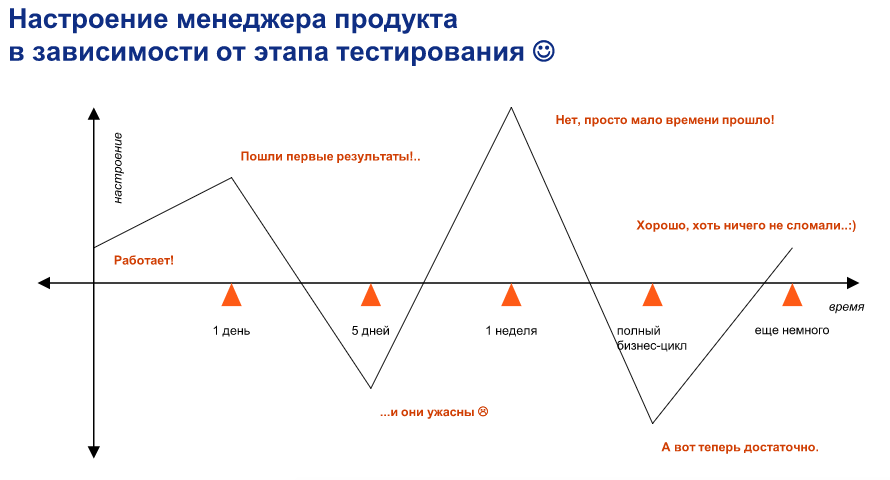 Настроение менеджера продукта
в зависимости от этапа тестирования ☺
настроение
Нет, просто мало времени прошло!
Пошли первые результаты!..
Хорошо, хоть ничего не сломали..:)
Работает!
время
1 день
5 дней
1 неделя
полный
бизнес-цикл
еще немного
...и они ужасны ☹
А вот теперь достаточно.